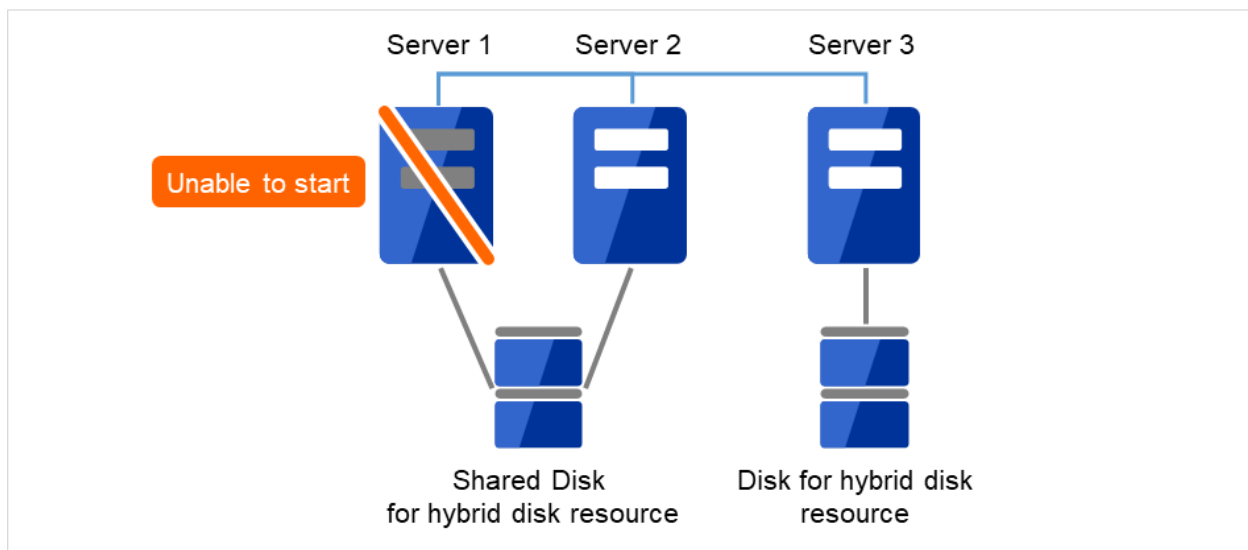 Server 1
Server 2
Server 3
Unable to start
Shared Disk
for hybrid disk resource
Disk for hybrid disk
resource